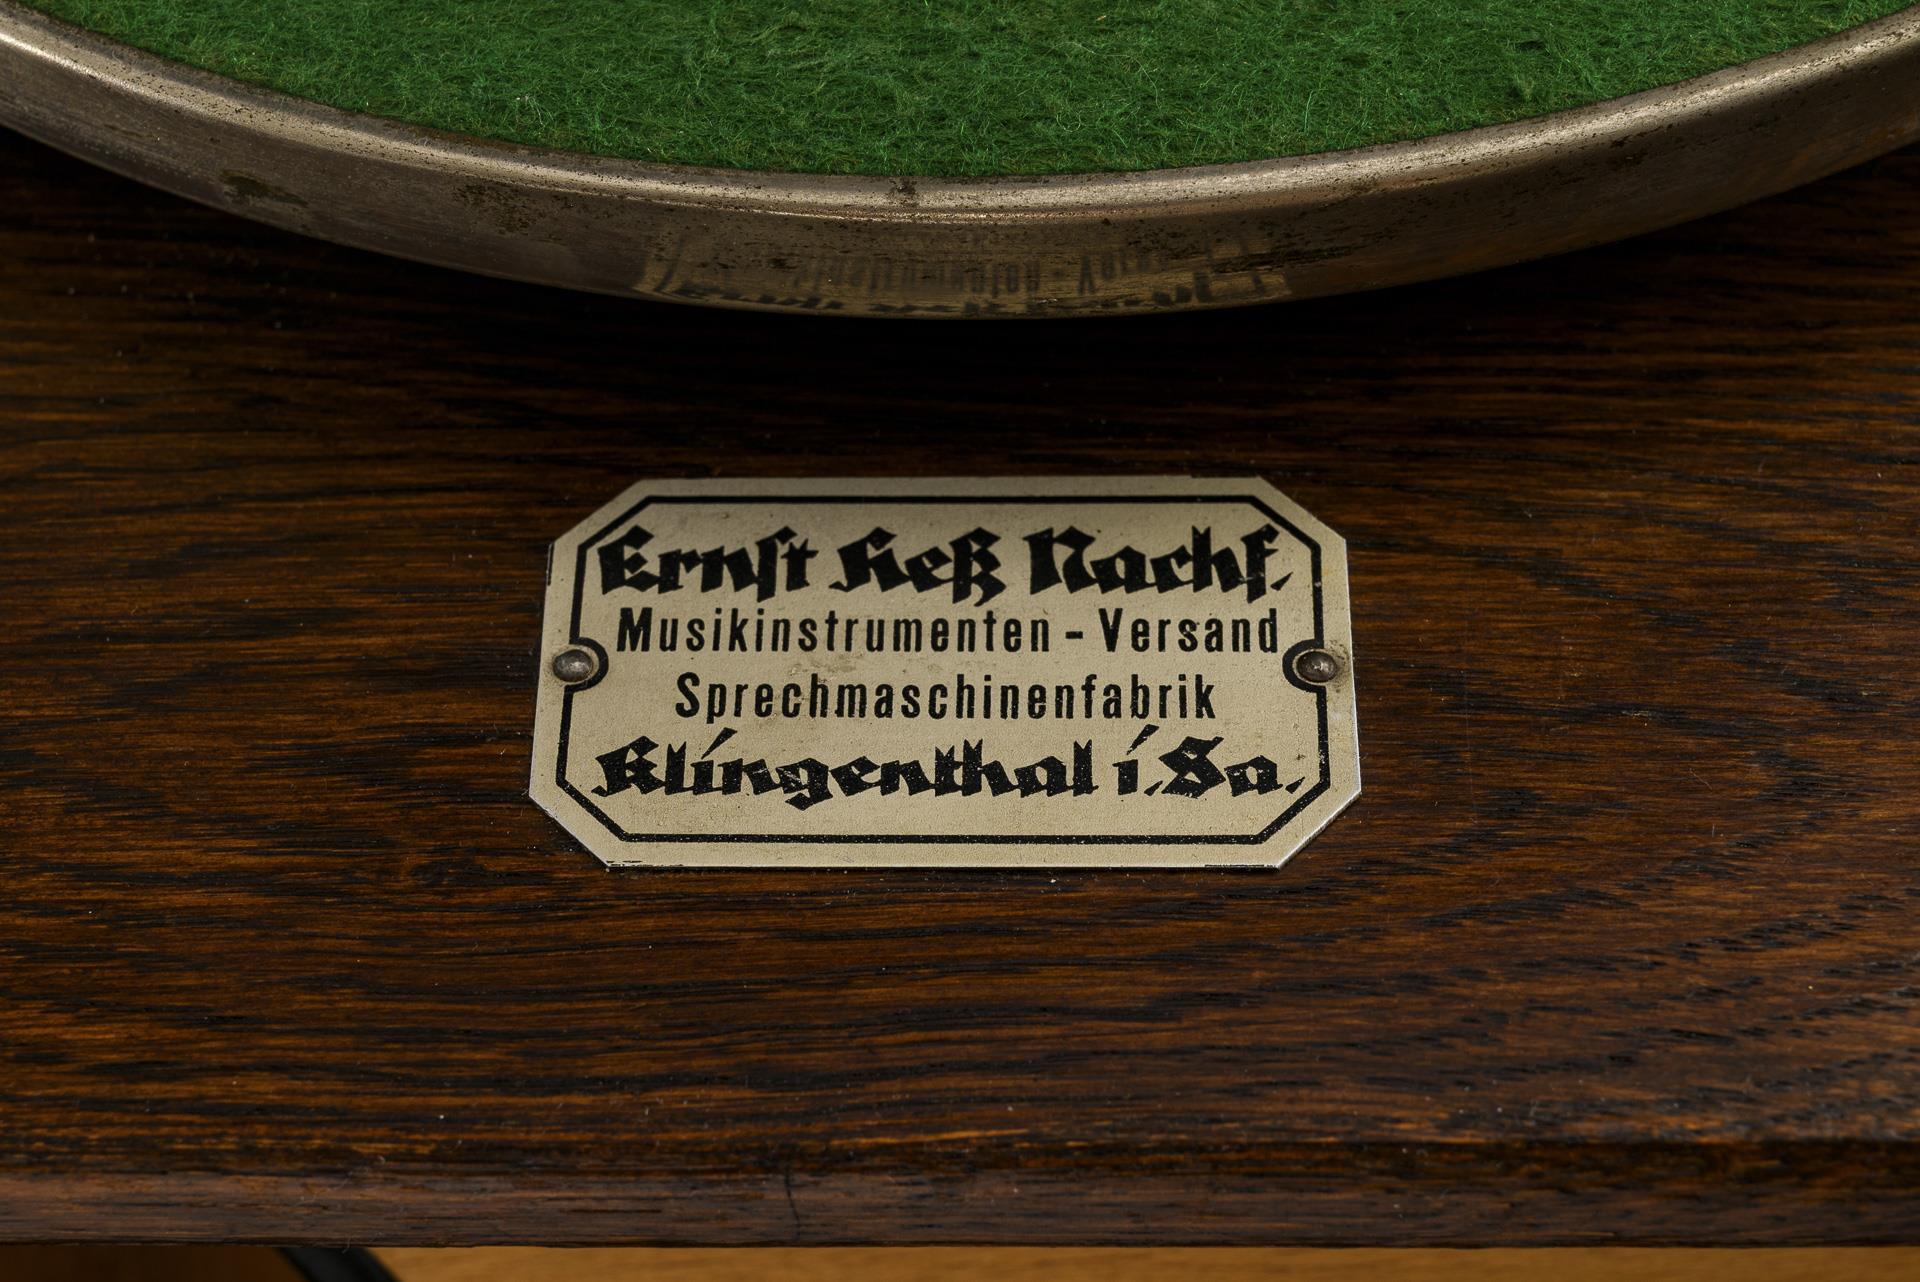 Ernst Heß Nachf.
Musikinstrumenten - Versand
Sprechmaschinenfabrik
Klingenthal i. Sa.